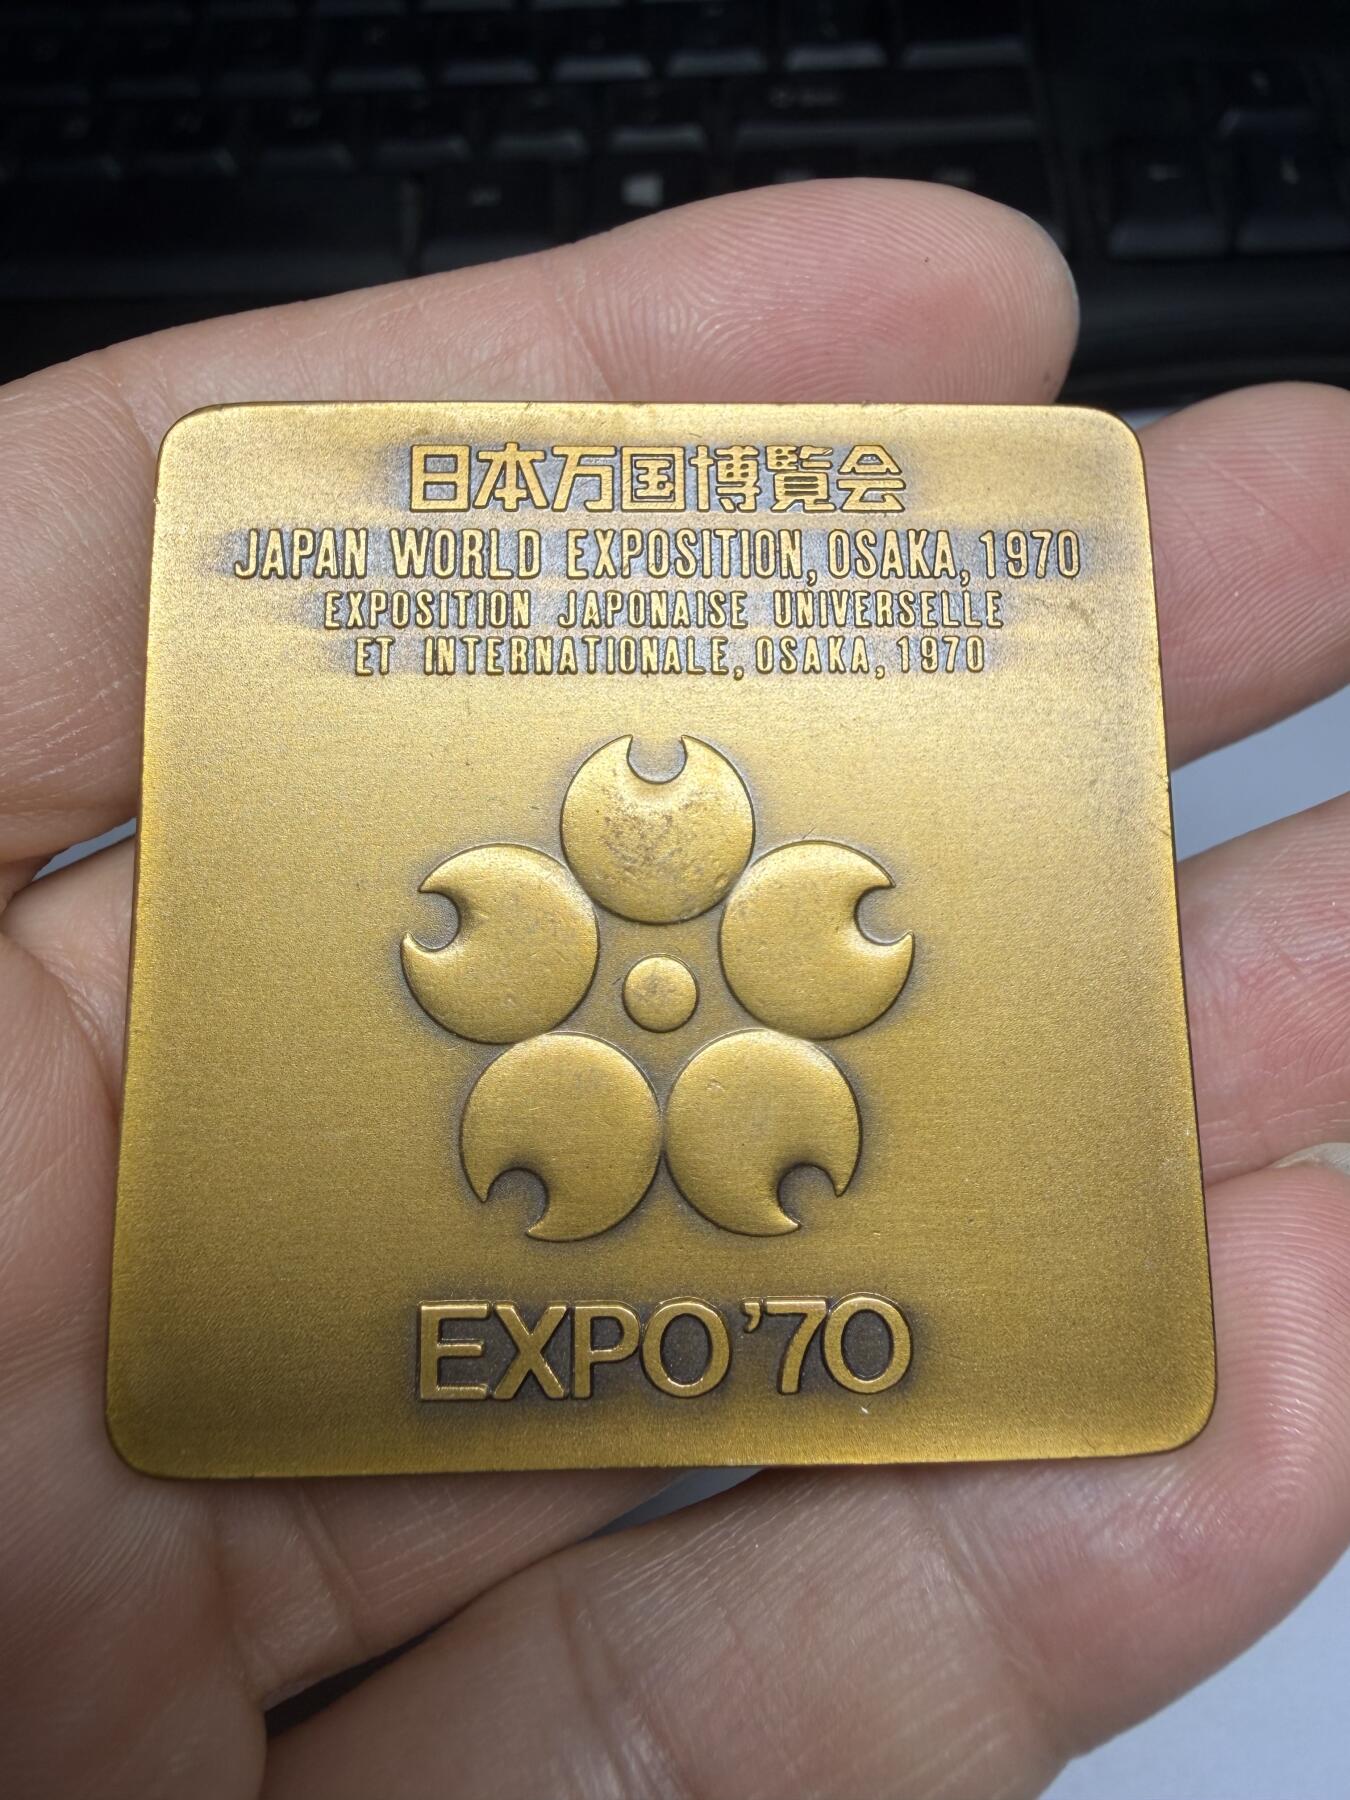 日本万国博覧会
JAPAN WORLD EXPOSITION, OSAKA, 1970
EXPOSITION JAPONAISE UNIVERSELLE
ET INTERNATIONALE, OSAKA, 1970
EXPO'70